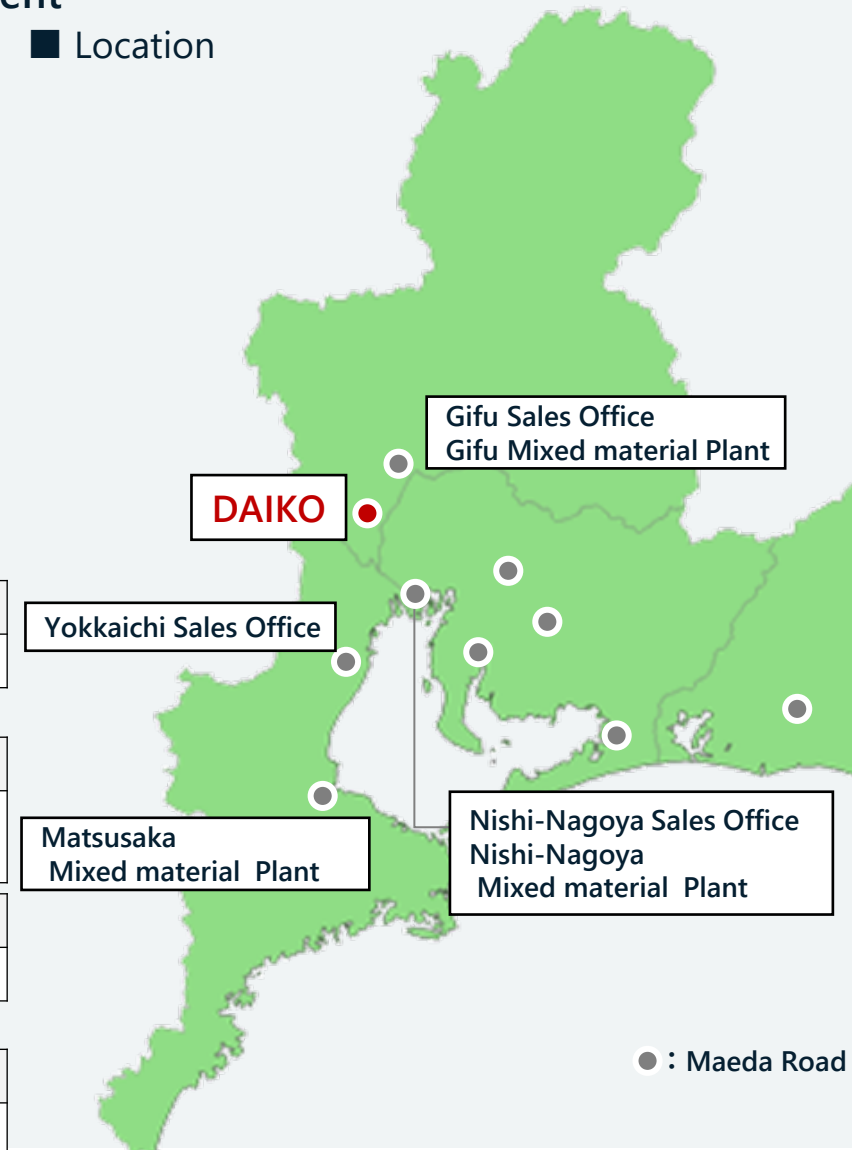 ■ Location
Gifu Sales Office
Gifu Mixed material Plant
DAIKO
Yokkaichi Sales Office
Matsusaka
Mixed material Plant
Nishi-Nagoya Sales Office
Nishi-Nagoya
Mixed material Plant
: Maeda Road